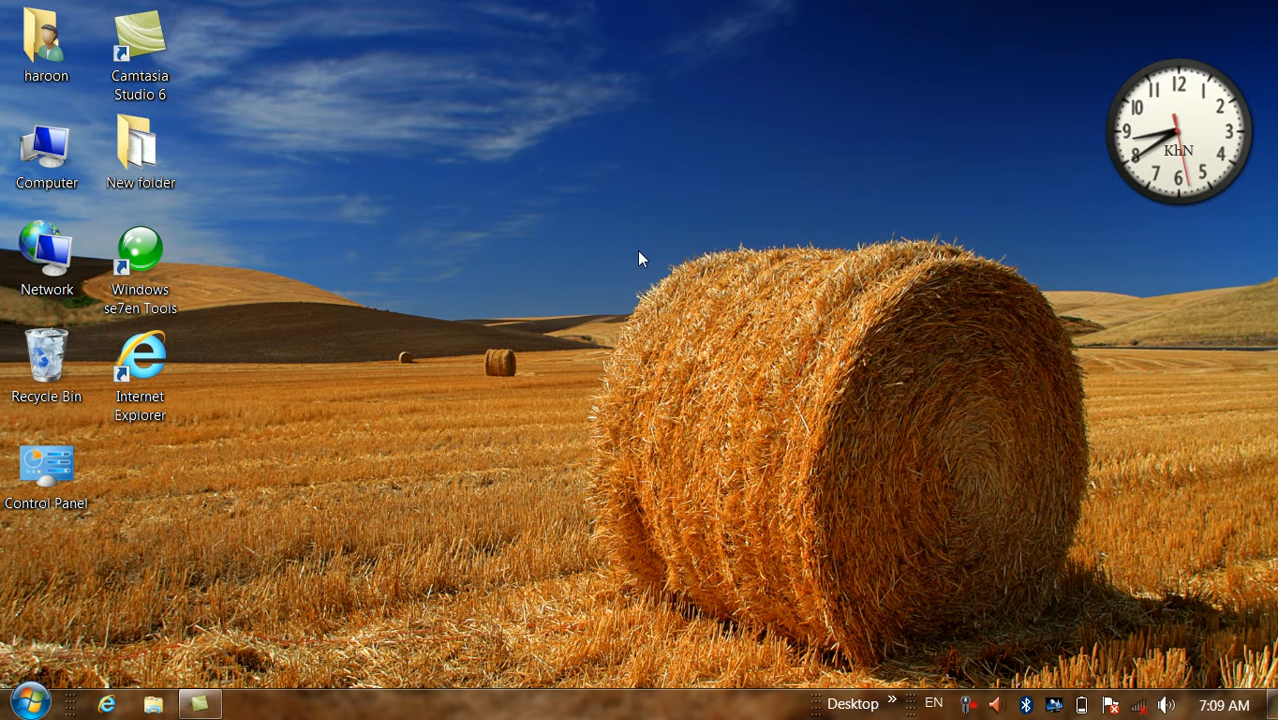 haroon
Camtasia
Studio 6
Computer
New folder
Network
Windows
se7en Tools
Recycle Bin
Internet
Explorer
Control Panel
12
1
2
3
4
5
6
7
8
9
10
11
KhN
Desktop
»
EN
7:09 AM